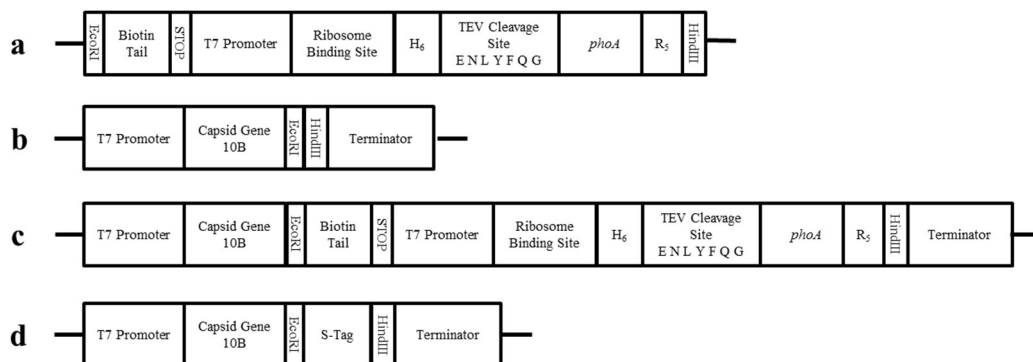 a
EcoRI
Biotin
Tail
STOP
T7 Promoter
Ribosome
Binding Site
H6
TEV Cleavage
Site
E N L Y F Q G
phoA
R5
HindIII
b
T7 Promoter
Capsid Gene
10B
EcoRI
HindIII
Terminator
c
T7 Promoter
Capsid Gene
10B
EcoRI
Biotin
Tail
STOP
T7 Promoter
Ribosome
Binding Site
H6
TEV Cleavage
Site
E N L Y F Q G
phoA
R5
HindIII
Terminator
d
T7 Promoter
Capsid Gene
10B
EcoRI
S-Tag
HindIII
Terminator